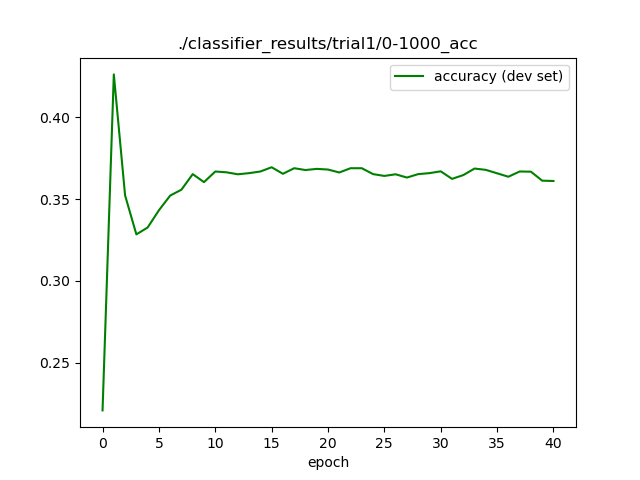 ./classifier_results/trial1/0-1000_acc
accuracy (dev set)
0.40
0.35
0.30
0.25
0 5 10 15 20 25 30 35 40
epoch